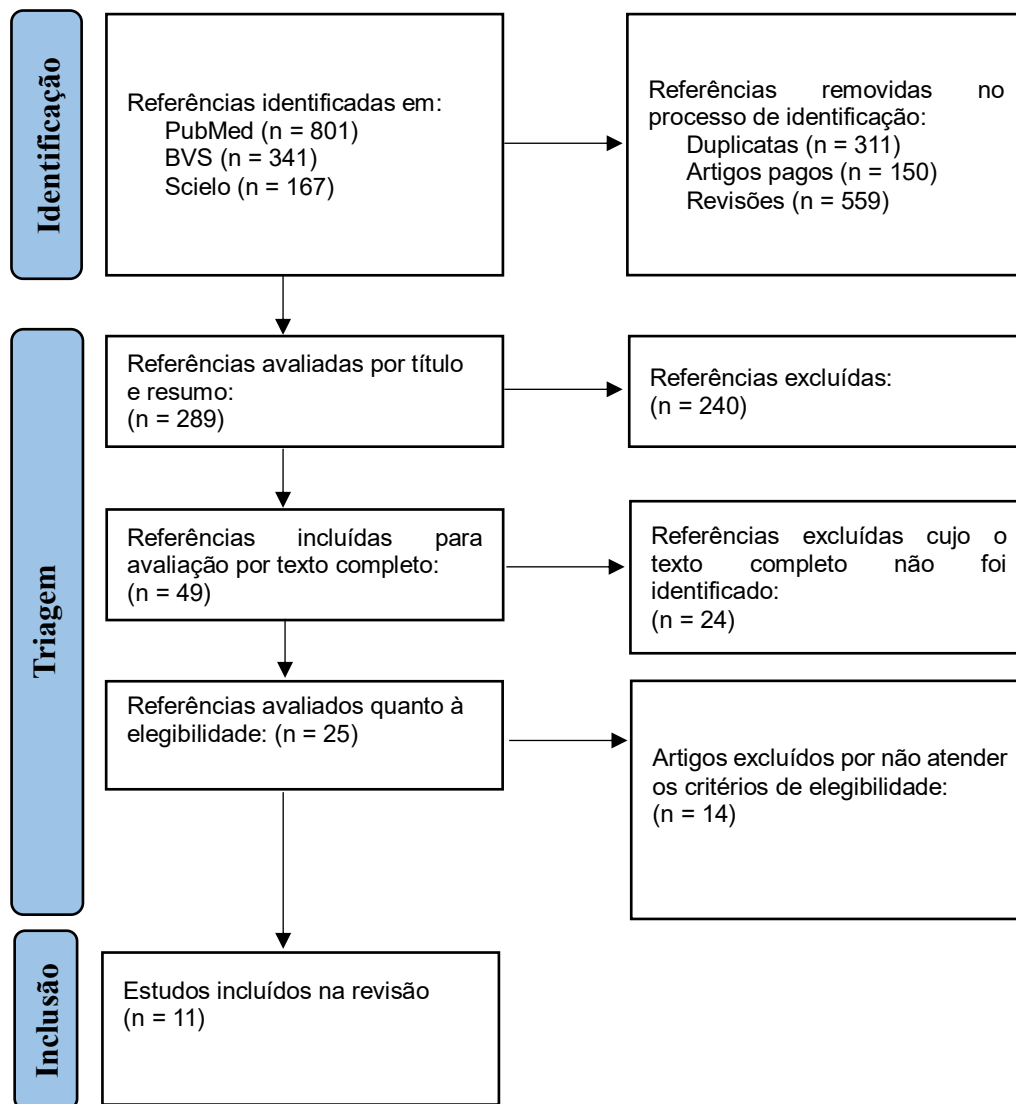 Identificação
Referências identificadas em:
PubMed (n = 801)
BVS (n = 341)
Scielo (n = 167)
Referências removidas no
processo de identificação:
Duplicatas (n = 311)
Artigos pagos (n = 150)
Revisões (n = 559)
Triagem
Referências avaliadas por título
e resumo:
(n = 289)
Referências excluídas:
(n = 240)
Referências incluídas para
avaliação por texto completo:
(n = 49)
Referências excluídas cujo o
texto completo não foi
identificado:
(n = 24)
Referências avaliados quanto à
elegibilidade: (n = 25)
Artigos excluídos por não atender
os critérios de elegibilidade:
(n = 14)
Inclusão
Estudos incluídos na revisão
(n = 11)